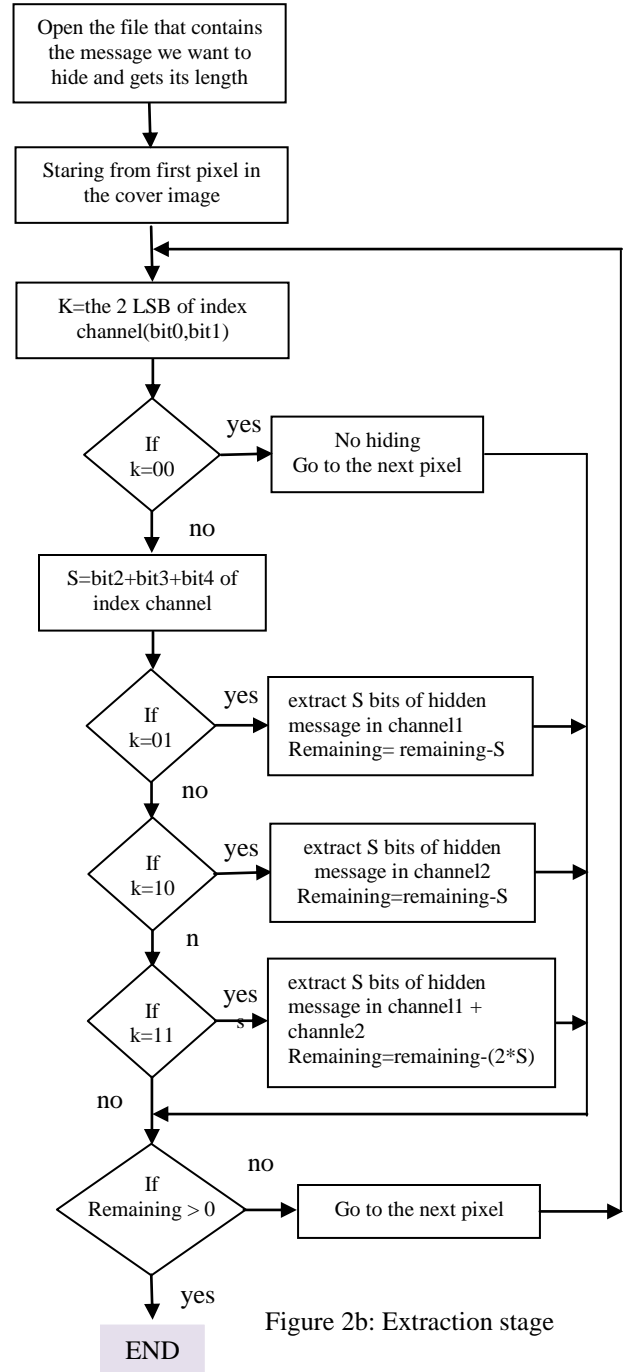 Open the file that contains
the message we want to
hide and gets its length
Staring from first pixel in
the cover image
K=the 2 LSB of index
channel(bit0,bit1)
If
k=00
yes
No hiding
Go to the next pixel
no
S=bit2+bit3+bit4 of
index channel
If
k=01
yes
extract S bits of hidden
message in channel1
Remaining= remaining-S
no
If
k=10
yes
extract S bits of hidden
message in channel2
Remaining=remaining-S
n
If
k=11
yes
s
extract S bits of hidden
message in channel1 +
channle2
Remaining=remaining-(2*S)
no
If
Remaining > 0
no
Go to the next pixel
yes
END
Figure 2b: Extraction stage